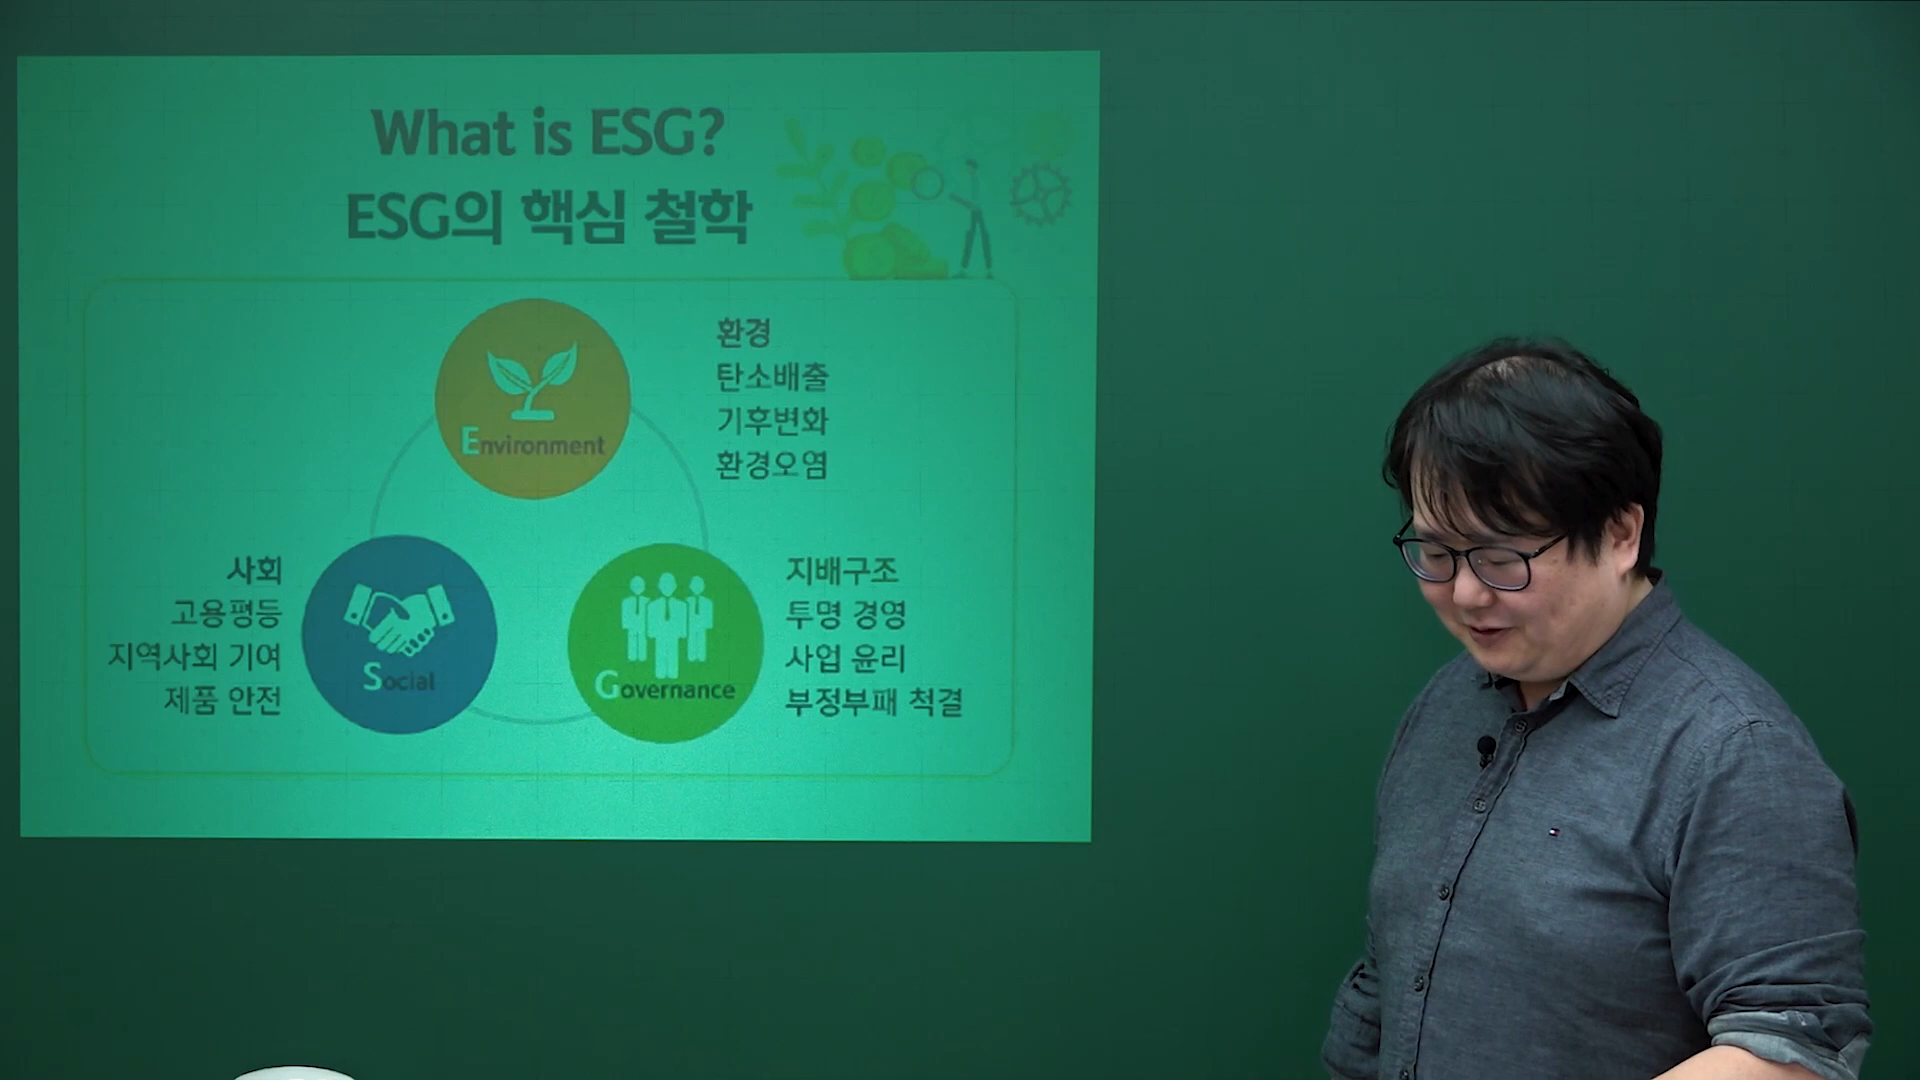 What is ESG?
ESG의 핵심 철학
Environment
환경
탄소배출
기후변화
환경오염
사회
고용평등
지역사회 기여
제품 안전
Social
Governance
지배구조
투명 경영
사업 윤리
부정부패 척결